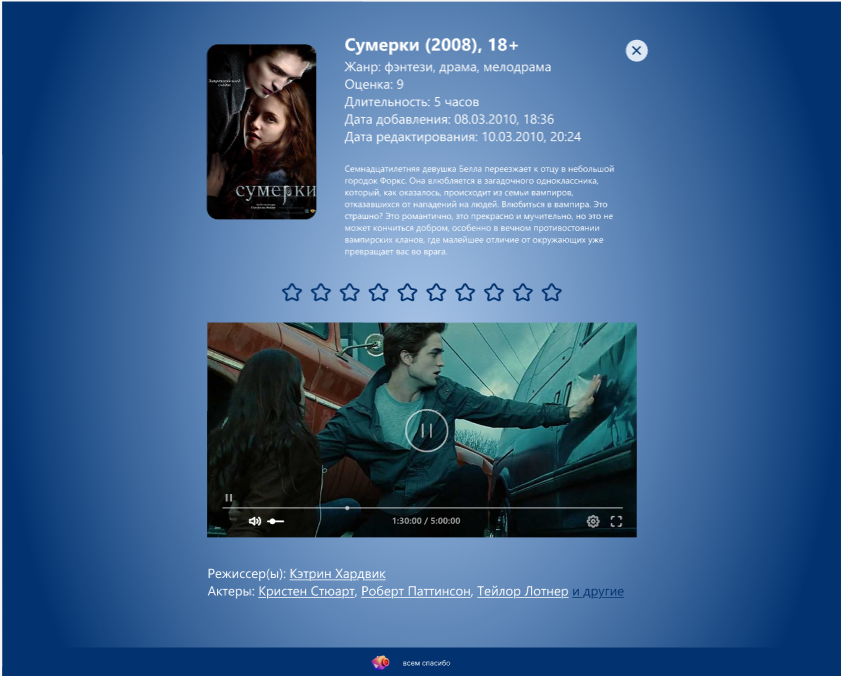 Сумерки (2008), 18+
Жанр: фэнтези, драма, мелодрама
Оценка: 9
Длительность: 5 часов
Дата добавления: 08.03.2010, 18:36
Дата редактирования: 10.03.2010, 20:24
сумерки
Семнадцатилетняя девушка Белла переезжает к отцу в небольшой
городок Форкс. Она влюбляется в загадочного одноклассника,
который, как оказалось, происходит из семьи вампиров,
отказавшихся от нападений на людей. Влюбиться в вампира. Это
страшно? Это романтично, это прекрасно и мучительно, но это не
может кончиться добром, особенно в вечном противостоянии
вампирских кланов, где малейшее отличие от окружающих уже
превращает вас во врага.
1:30:00 / 5:00:00
Режиссер(ы): Кэтрин Хардвик
Актеры: Кристен Стюарт, Роберт Паттинсон, Тейлор Лотнер и другие
всем спасибо